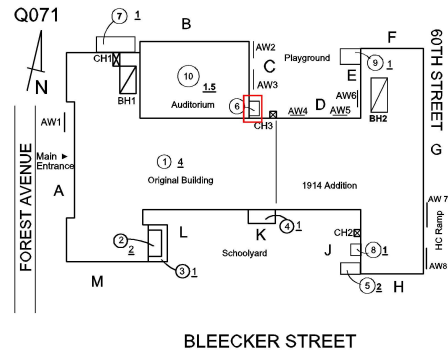 Q071
N
7 1
B
F
CH1
BH1
AW2
C
AW3
Playground
9 1
E
AW6
10
1.5
Auditorium
6
CH3
AW4
D
AW5
BH2
60TH STREET
G
AW1
Main
Entrance
A
FOREST AVENUE
1 4
Original Building
1914 Addition
AW 7
HC Ramp
AW8
2
2
L
3 1
K
4 1
CH2
J
8 1
5 2
H
M
Schoolyard
BLEECKER STREET